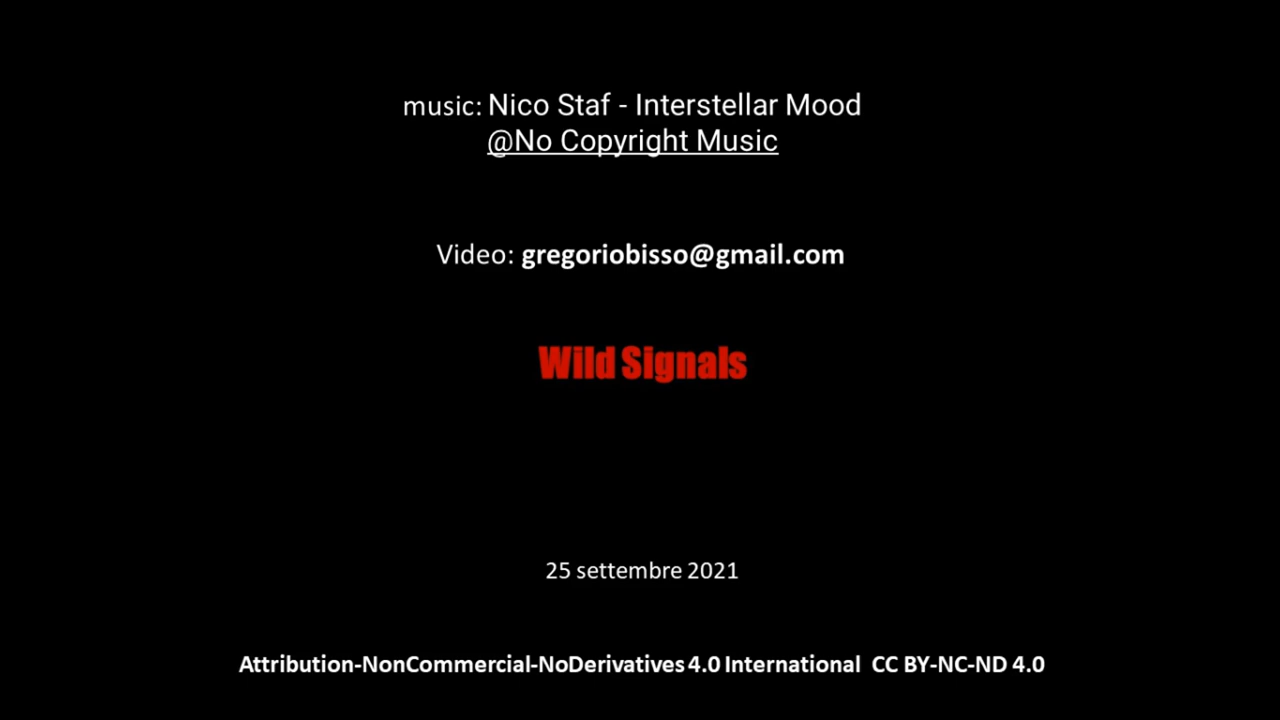 music: Nico Staf - Interstellar Mood
@No Copyright Music
Video: gregoriobisso@gmail.com
Wild Signals
25 settembre 2021
Attribution-NonCommercial-NoDerivatives 4.0 International CC BY-NC-ND 4.0